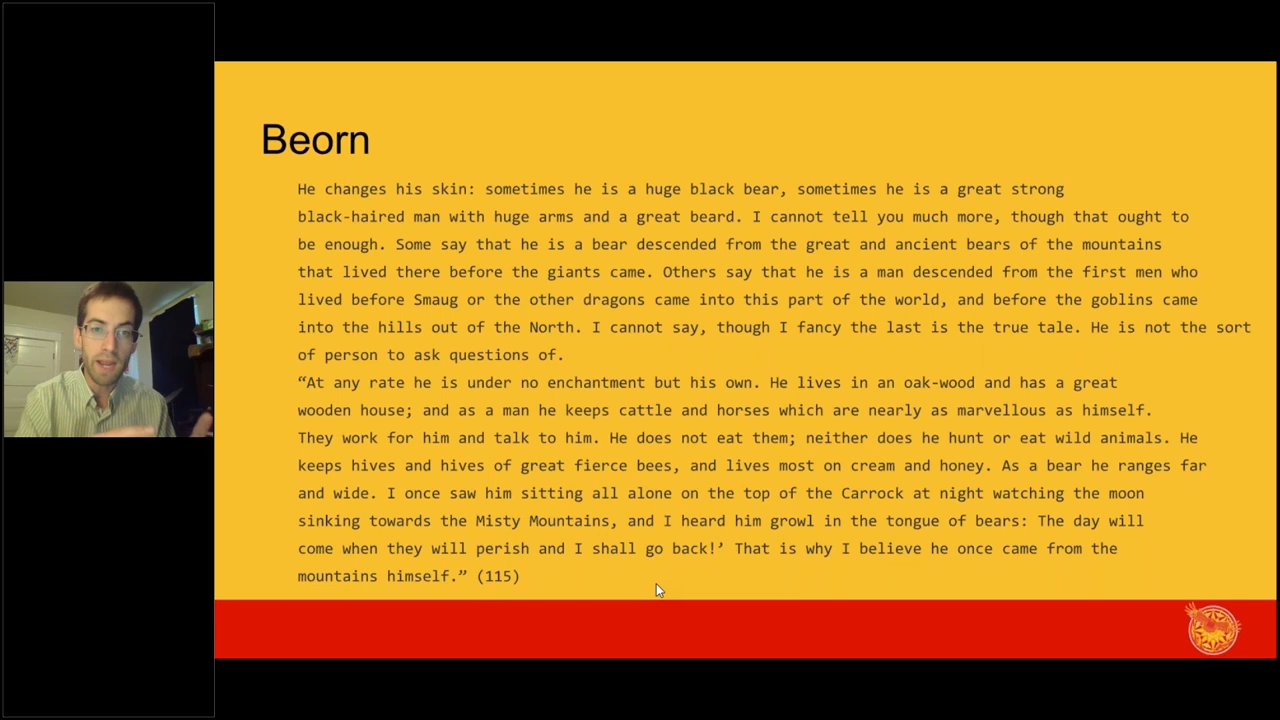 Beorn
He changes his skin: sometimes he is a huge black bear, sometimes he is a great strong
black-haired man with huge arms and a great beard. I cannot tell you much more, though that ought to
be enough. Some say that he is a bear descended from the great and ancient bears of the mountains
that lived there before the giants came. Others say that he is a man descended from the first men who
lived before Smaug or the other dragons came into this part of the world, and before the goblins came
into the hills out of the North. I cannot say, though I fancy the last is the true tale. He is not the sort
of person to ask questions of.
“At any rate he is under no enchantment but his own. He lives in an oak-wood and has a great
wooden house; and as a man he keeps cattle and horses which are nearly as marvellous as himself.
They work for him and talk to him. He does not eat them; neither does he hunt or eat wild animals. He
keeps hives and hives of great fierce bees, and lives most on cream and honey. As a bear he ranges far
and wide. I once saw him sitting all alone on the top of the Carrock at night watching the moon
sinking towards the Misty Mountains, and I heard him growl in the tongue of bears: The day will
come when they will perish and I shall go back!’ That is why I believe he once came from the
mountains himself.” (115)